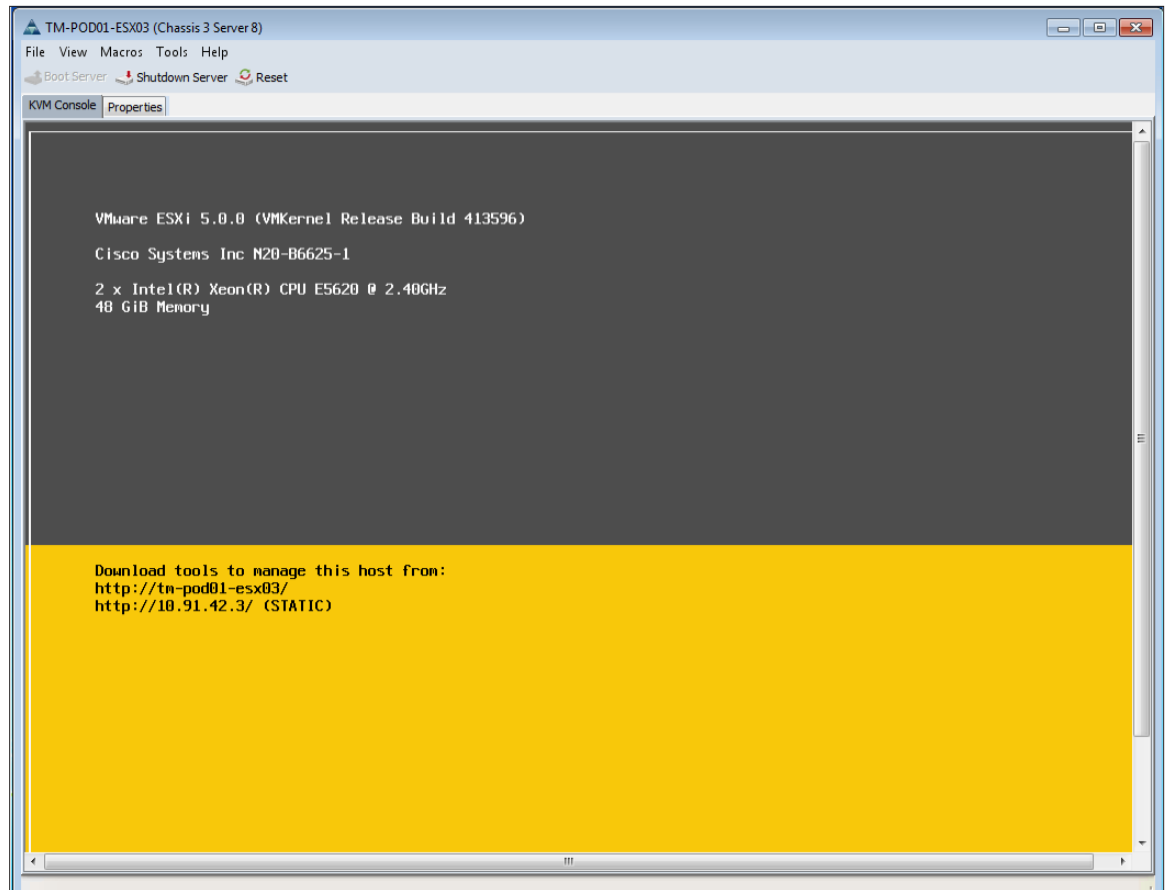 TM-POD01-ESX03 (Chassis 3 Server 8)
File View Macros Tools Help
Boot Server Shutdown Server Reset
KVM Console Properties
VMware ESXi 5.0.0 (VMKernel Release Build 413596)
Cisco Systems Inc N20-B6625-1
2 x Intel(R) Xeon(R) CPU E5620 @ 2.40GHz
48 GiB Memory
Download tools to manage this host from:
http://tm-pod01-esx03/
http://10.91.42.3/ (STATIC)